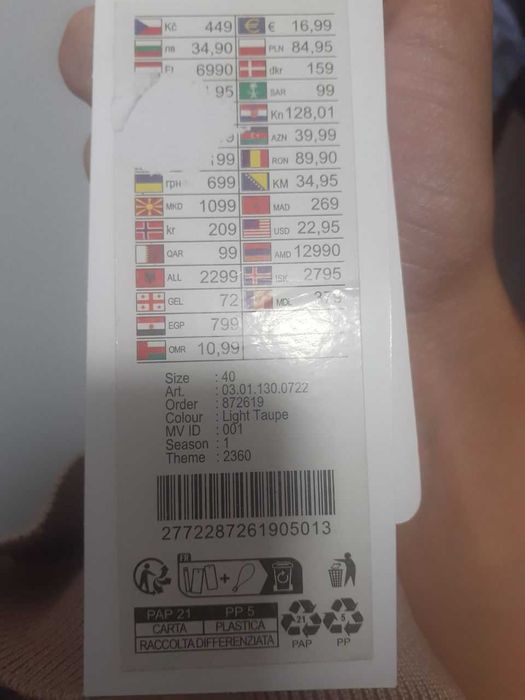 Kč 449 € 16,99
лв 34,90 PLN 84,95
Ft 6990 dkr 159
95 SAR 99
Kn 128,01
9 AZN 39,99
99 RON 89,90
грн 699 KM 34,95
MKD 1099 MAD 269
kr 209 USD 22,95
QAR 99 AMD 12990
ALL 2299 ISK 2795
GEL 72 MDL 379
EGP 799
OMR 10,99
Size : 40
Art. : 03.01.130.0722
Order : 872619
Colour : Light Taupe
MV ID : 001
Season : 1
Theme : 2360
2772287261905013
FR
PAP 21 PP 5
CARTA PLASTICA
RACCOLTA DIFFERENZIATA
21 5
PAP PP